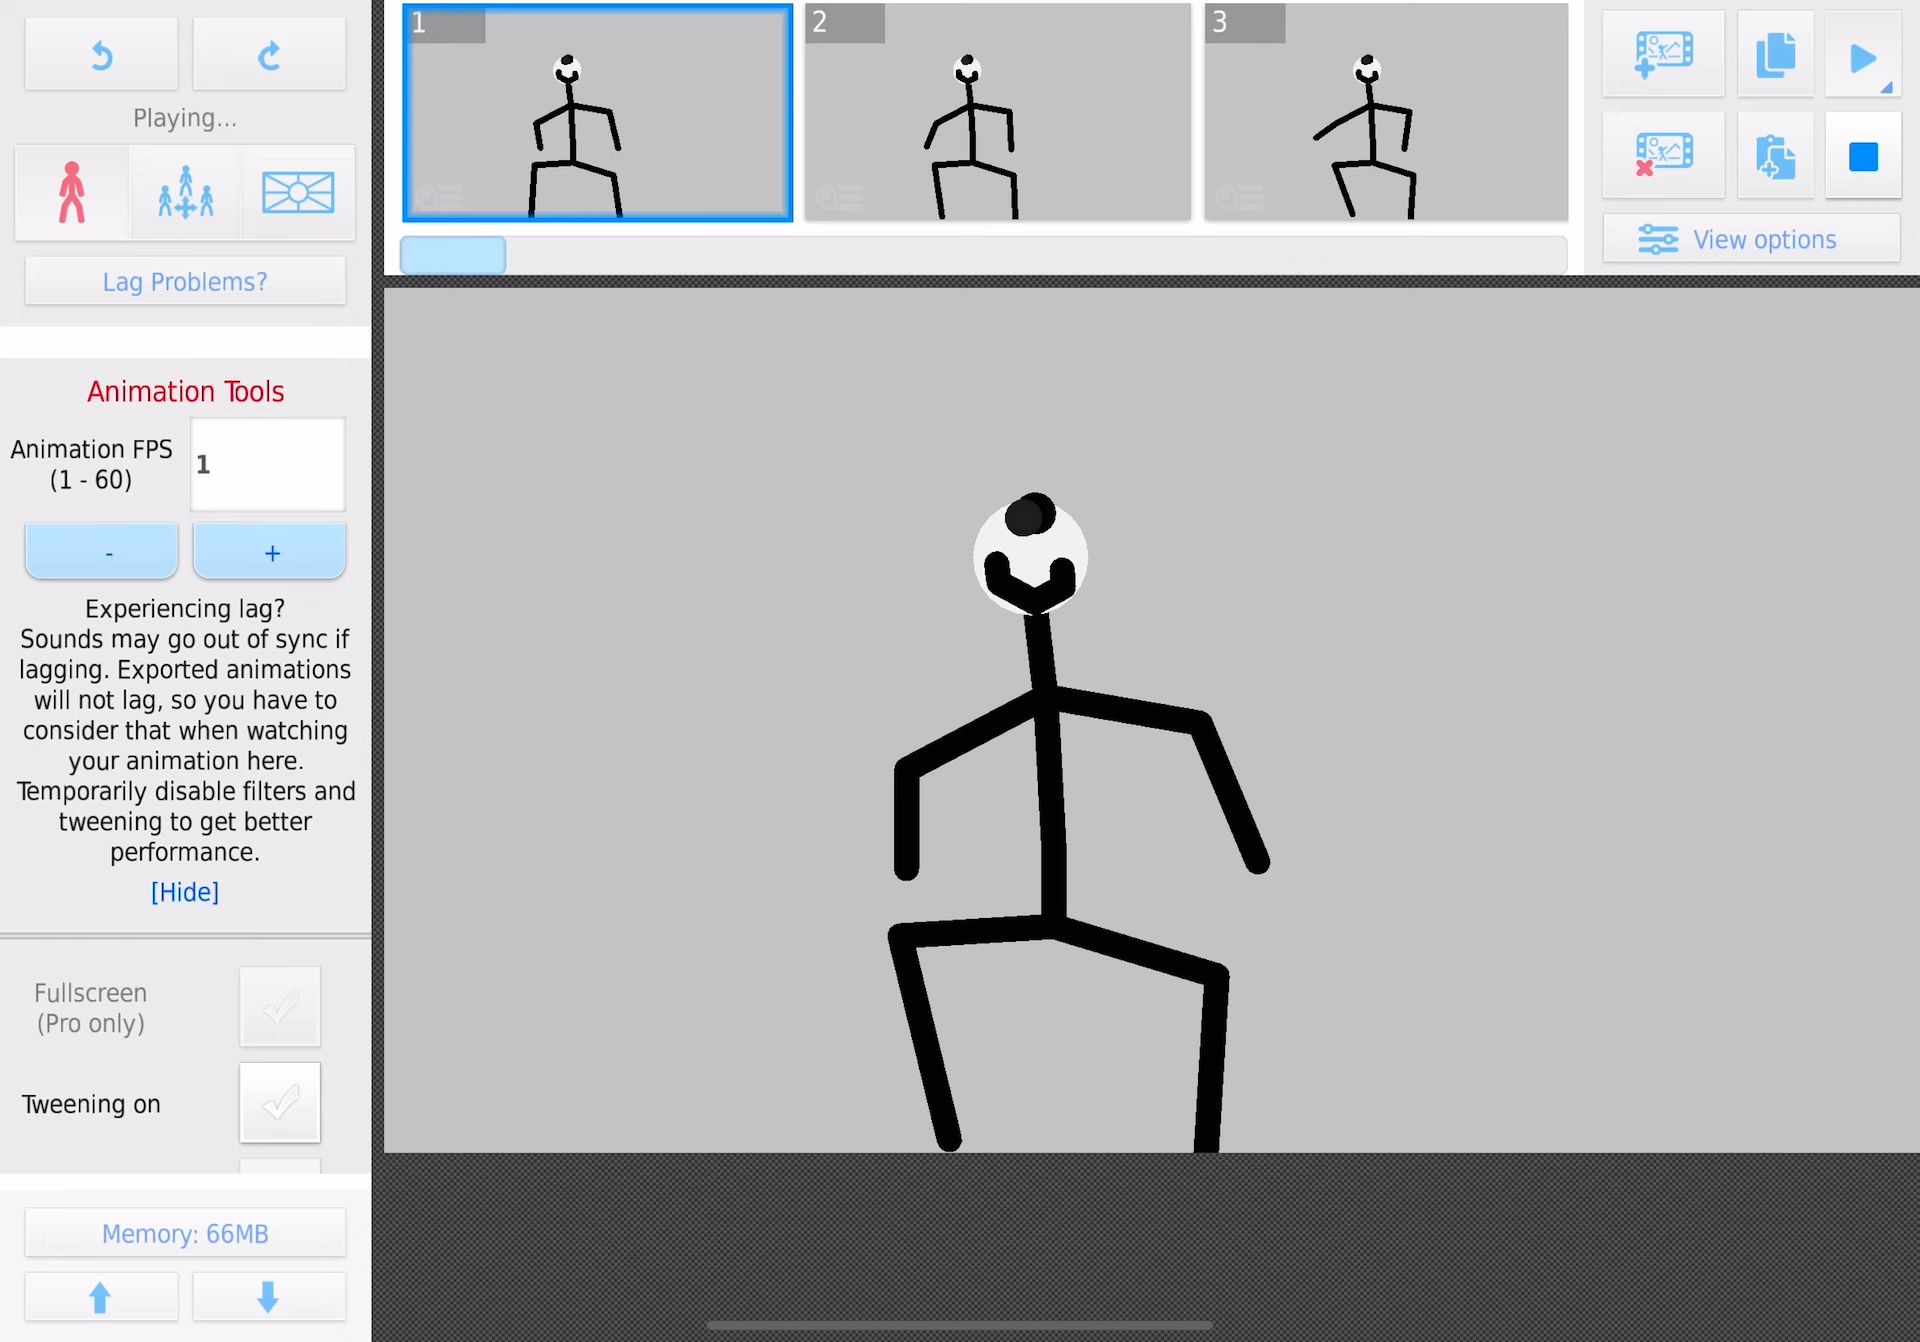 Playing...
Lag Problems?
Animation Tools
Animation FPS
(1 - 60)
1
-
+
Experiencing lag?
Sounds may go out of sync if
lagging. Exported animations
will not lag, so you have to
consider that when watching
your animation here.
Temporarily disable filters and
tweening to get better
performance.
[Hide]
Fullscreen
(Pro only)
Tweening on
Memory: 66MB
1
2
3
View options